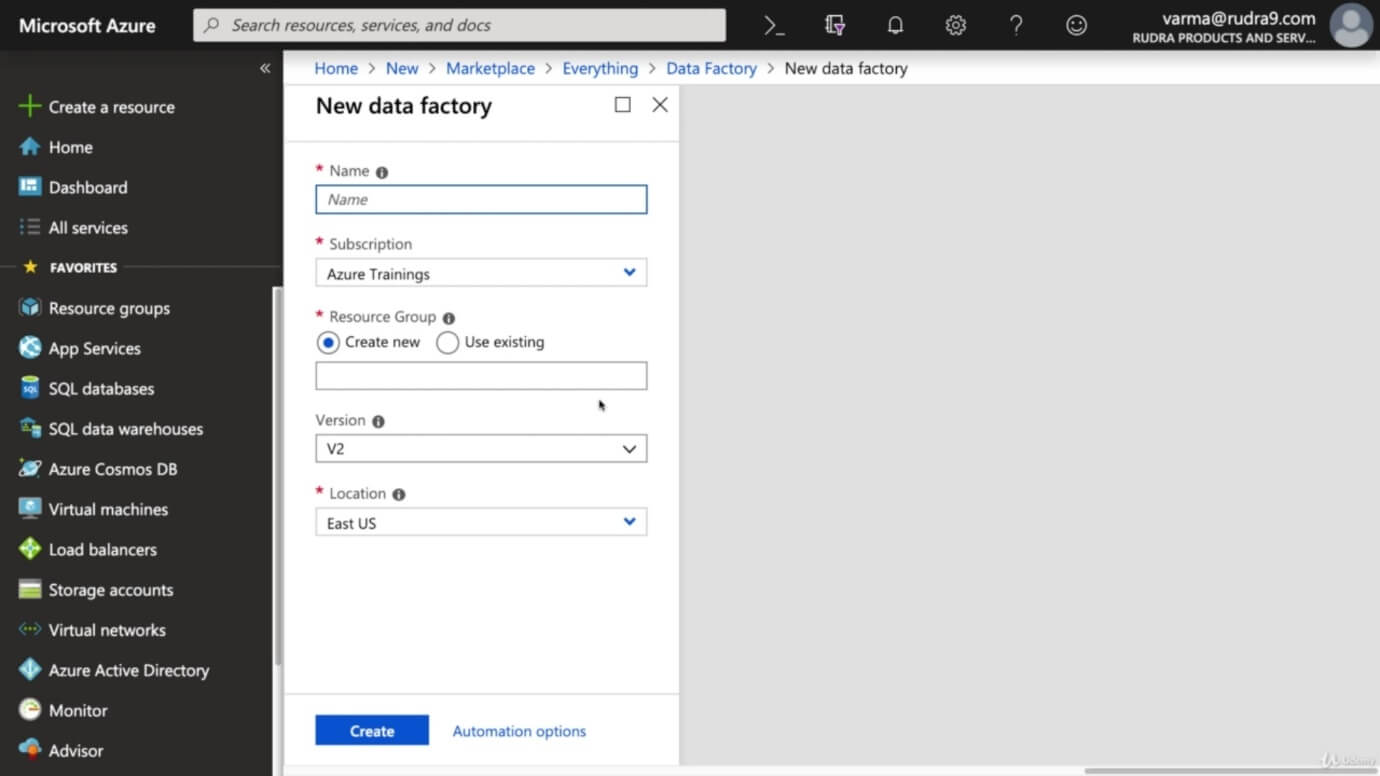 Microsoft Azure
Search resources, services, and docs
varma@rudra9.com
RUDRA PRODUCTS AND SERV...
Home > New > Marketplace > Everything > Data Factory > New data factory
Create a resource
Home
Dashboard
All services
FAVORITES
Resource groups
App Services
SQL databases
SQL data warehouses
Azure Cosmos DB
Virtual machines
Load balancers
Storage accounts
Virtual networks
Azure Active Directory
Monitor
Advisor
New data factory
* Name
Name
* Subscription
Azure Trainings
* Resource Group
Create new Use existing
Version
V2
* Location
East US
Create Automation options
Udemy